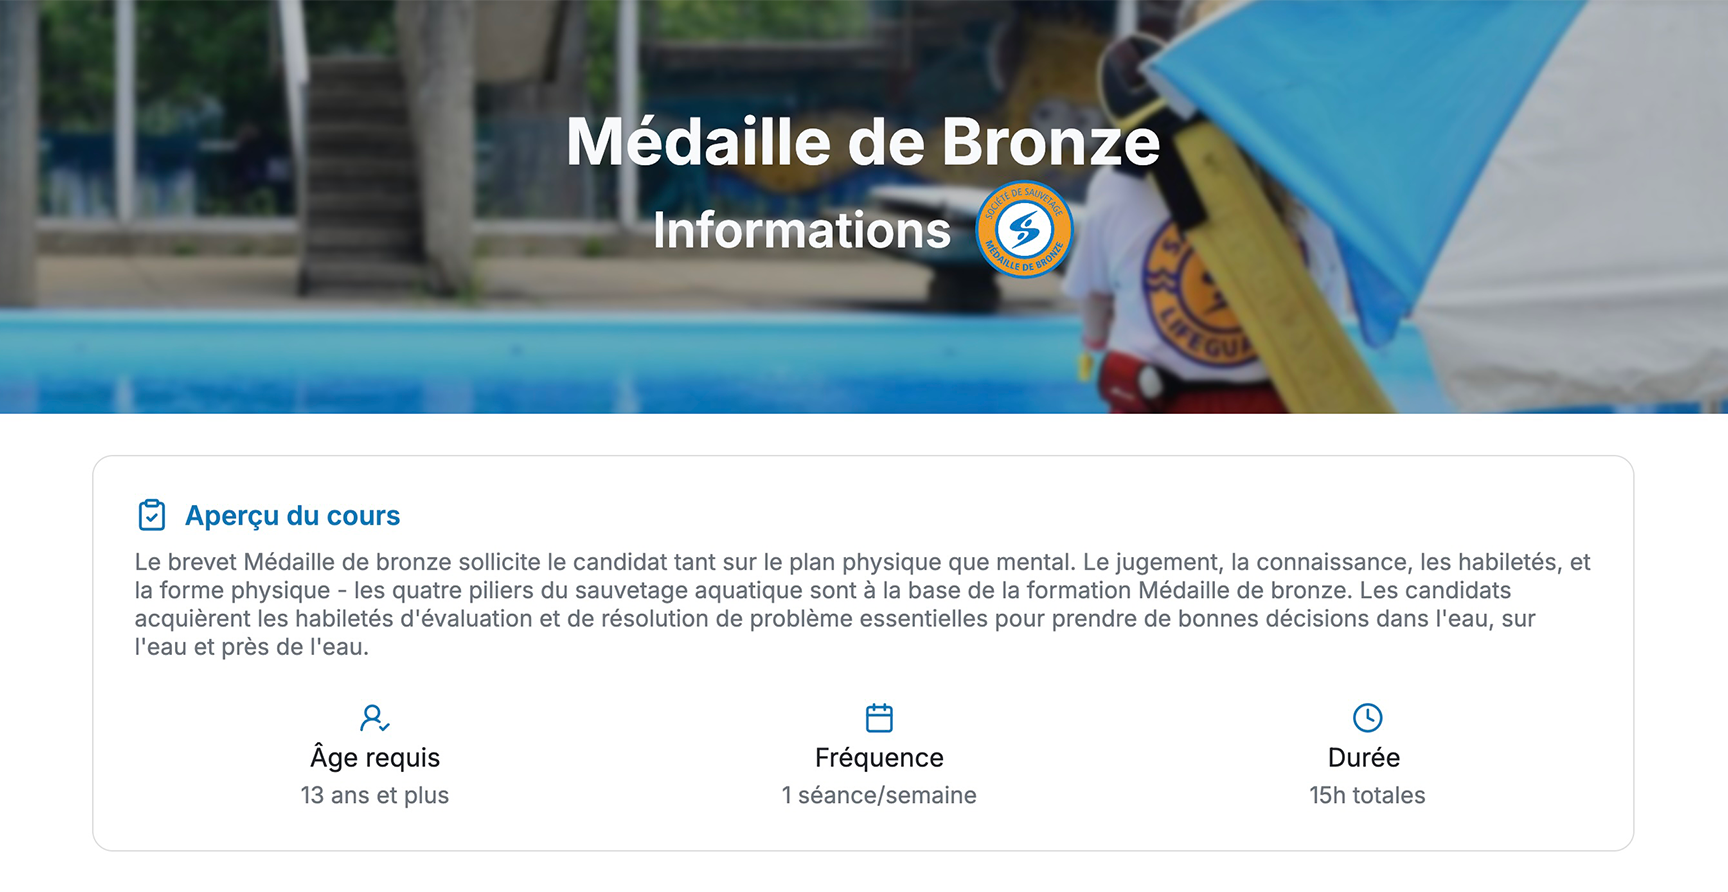 Médaille de Bronze
Informations
SOCIÉTÉ DE SAUVETAGE
MÉDAILLE DE BRONZE
LIFEGUA
Aperçu du cours
Le brevet Médaille de bronze sollicite le candidat tant sur le plan physique que mental. Le jugement, la connaissance, les habiletés, et
la forme physique - les quatre piliers du sauvetage aquatique sont à la base de la formation Médaille de bronze. Les candidats
acquièrent les habiletés d'évaluation et de résolution de problème essentielles pour prendre de bonnes décisions dans l'eau, sur
l'eau et près de l'eau.
Âge requis
Fréquence
Durée
13 ans et plus
1 séance/semaine
15h totales